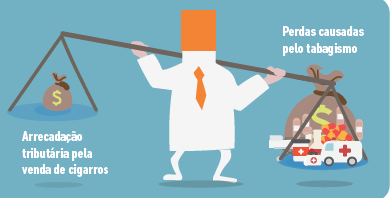 Perdas causadas
pelo tabagismo
$
$
Arrecadação
tributária pela
venda de cigarros